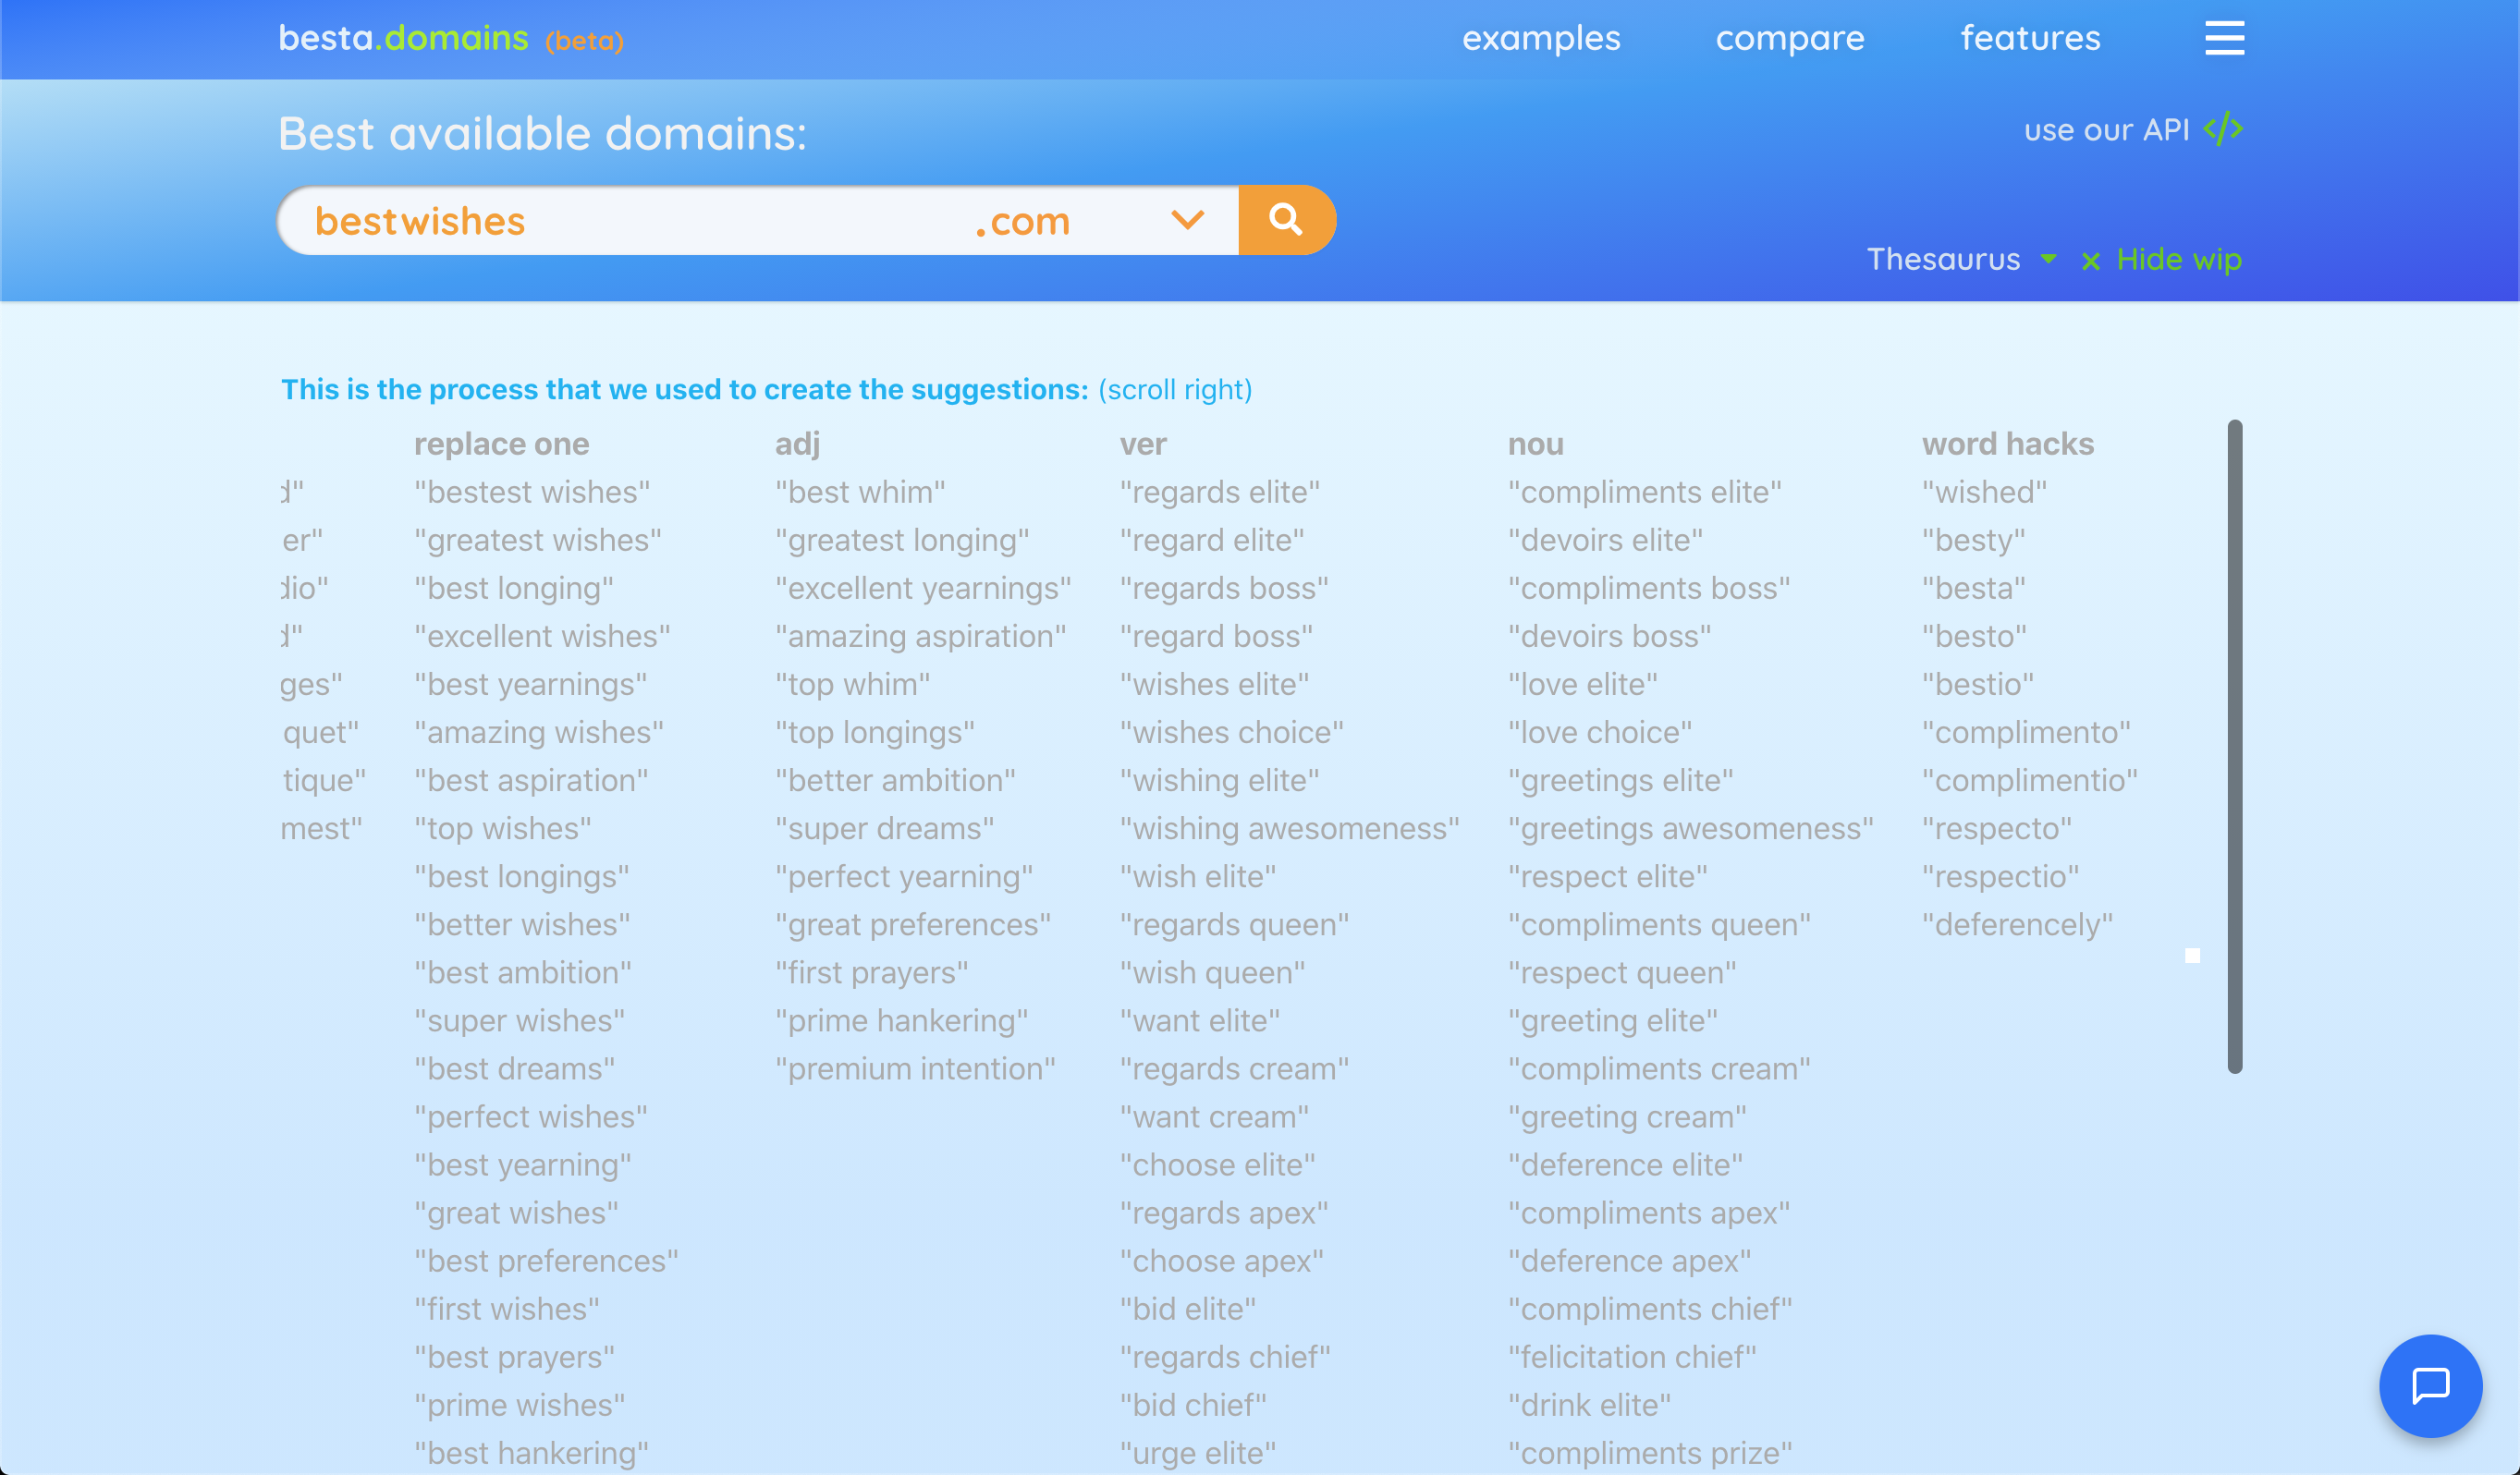 besta.domains (beta) examples compare features
Best available domains:
use our API </>
bestwishes .com
Thesaurus × Hide wip
This is the process that we used to create the suggestions: (scroll right)
replace one adj ver nou word hacks
d" "bestest wishes" "best whim" "regards elite" "compliments elite" "wished"
er" "greatest wishes" "greatest longing" "regard elite" "devoirs elite" "besty"
dio" "best longing" "excellent yearnings" "regards boss" "compliments boss" "besta"
d" "excellent wishes" "amazing aspiration" "regard boss" "devoirs boss" "besto"
ges" "best yearnings" "top whim" "wishes elite" "love elite" "bestio"
quet" "amazing wishes" "top longings" "wishes choice" "love choice" "complimento"
tique" "best aspiration" "better ambition" "wishing elite" "greetings elite" "complimentio"
mest" "top wishes" "super dreams" "wishing awesomeness" "greetings awesomeness" "respecto"
"best longings" "perfect yearning" "wish elite" "respect elite" "respectio"
"better wishes" "great preferences" "regards queen" "compliments queen" "deferencely"
"best ambition" "first prayers" "wish queen" "respect queen"
"super wishes" "prime hankering" "want elite" "greeting elite"
"best dreams" "premium intention" "regards cream" "compliments cream"
"perfect wishes" "want cream" "greeting cream"
"best yearning" "choose elite" "deference elite"
"great wishes" "regards apex" "compliments apex"
"best preferences" "choose apex" "deference apex"
"first wishes" "bid elite" "compliments chief"
"best prayers" "regards chief" "felicitation chief"
"prime wishes" "bid chief" "drink elite"
"best hankering" "urge elite" "compliments prize"